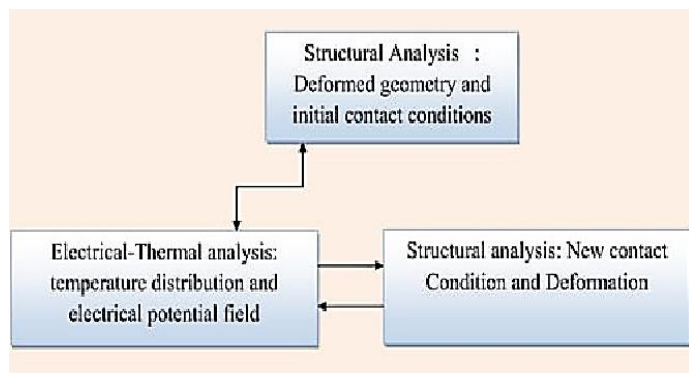 Structural Analysis :
Deformed geometry and
initial contact conditions
Electrical-Thermal analysis:
temperature distribution and
electrical potential field
Structural analysis: New contact
Condition and Deformation